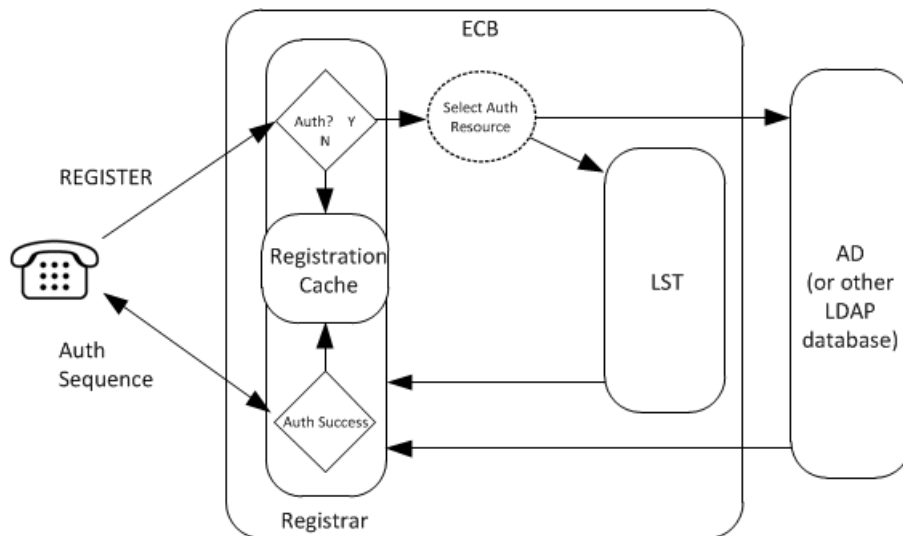 ECB
Auth? Y
N
Select Auth
Resource
REGISTER
Registration
Cache
LST
AD
(or other
LDAP
database)
Auth
Sequence
Auth Success
Registrar